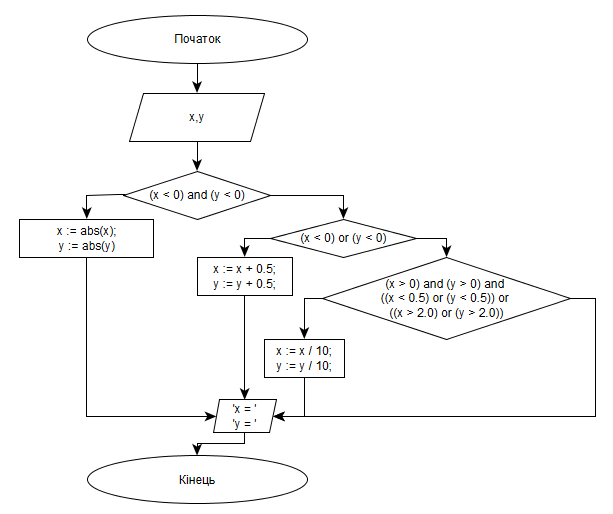 Початок
x,y
(x < 0) and (y < 0)
x := abs(x);
y := abs(y)
(x < 0) or (y < 0)
x := x + 0.5;
y := y + 0.5;
(x > 0) and (y > 0) and
((x < 0.5) or (y < 0.5)) or
((x > 2.0) or (y > 2.0))
x := x / 10;
y := y / 10;
'x = '
'y = '
Кінець